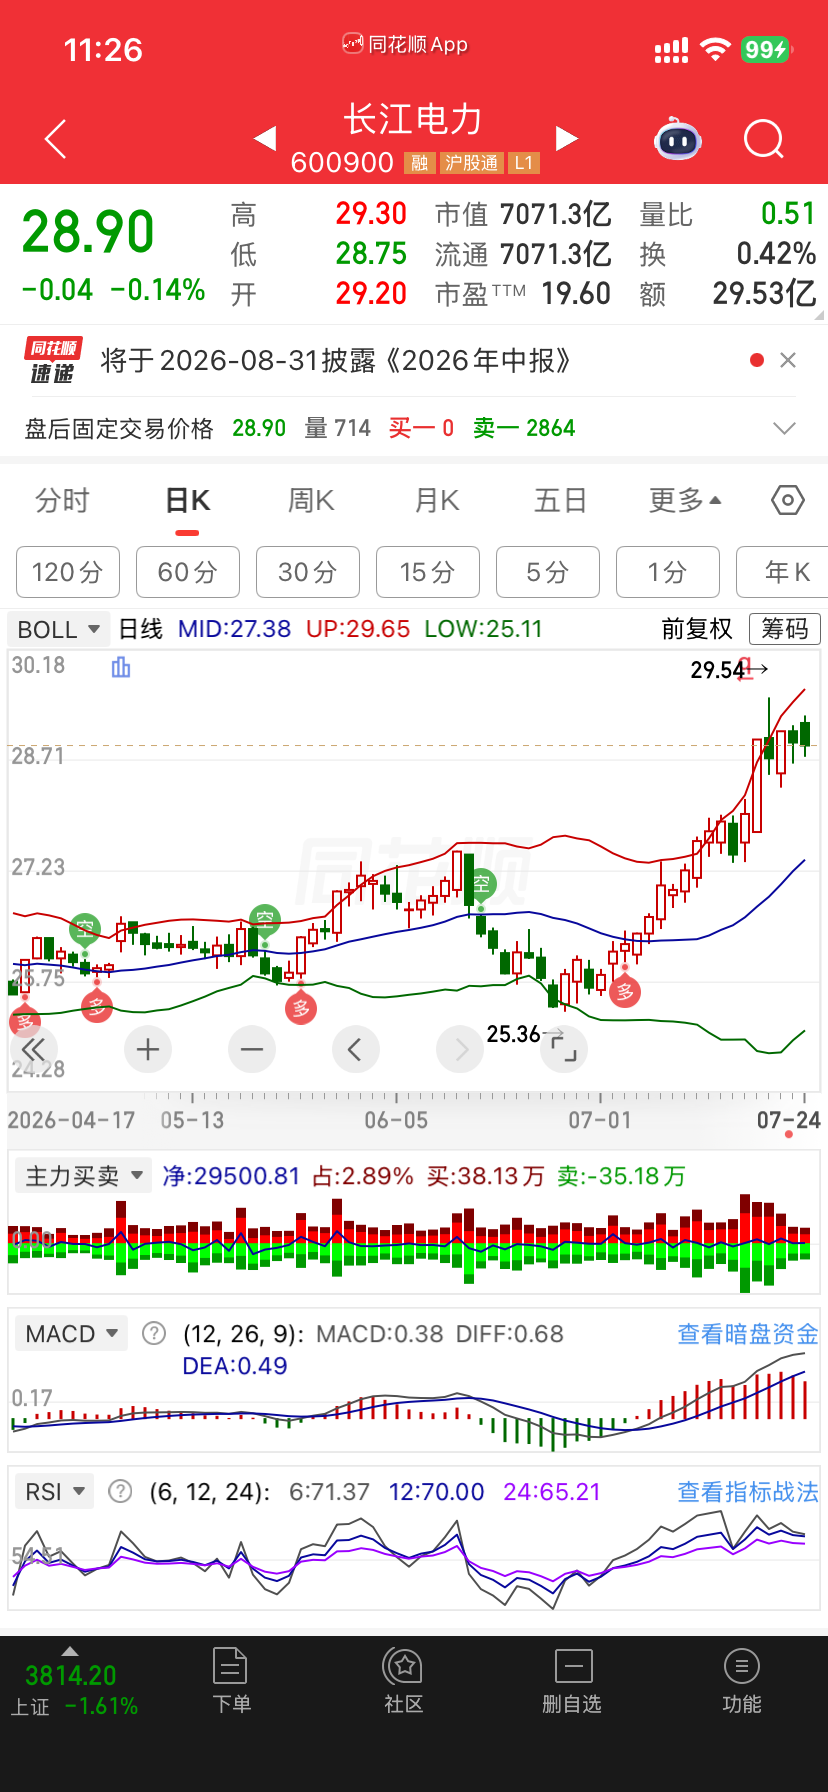 11:26
同花顺App
99
长江电力
600900 融 沪股通 L1
28.90
-0.04 -0.14%
高 29.30 市值 7071.3亿 量比 0.51
低 28.75 流通 7071.3亿 换 0.42%
开 29.20 市盈TTM 19.60 额 29.53亿
同花顺
速递
将于2026-08-31披露《2026年中报》
盘后固定交易价格 28.90 量 714 买一 0 卖一 2864
分时 日K 周K 月K 五日 更多
120分 60分 30分 15分 5分 1分 年K
BOLL 日线 MID:27.38 UP:29.65 LOW:25.11 前复权 筹码
30.18
29.54
28.71
同花顺
27.23
空 空 空
25.75
多 多 多 多
25.36
24.28
2026-04-17 05-13 06-05 07-01 07-24
主力买卖 净:29500.81 占:2.89% 买:38.13万 卖:-35.18万
0.00
MACD ? (12, 26, 9): MACD:0.38 DIFF:0.68 查看暗盘资金
DEA:0.49
0.17
RSI ? (6, 12, 24): 6:71.37 12:70.00 24:65.21 查看指标战法
54.51
3814.20
上证 -1.61%
下单 社区 删自选 功能